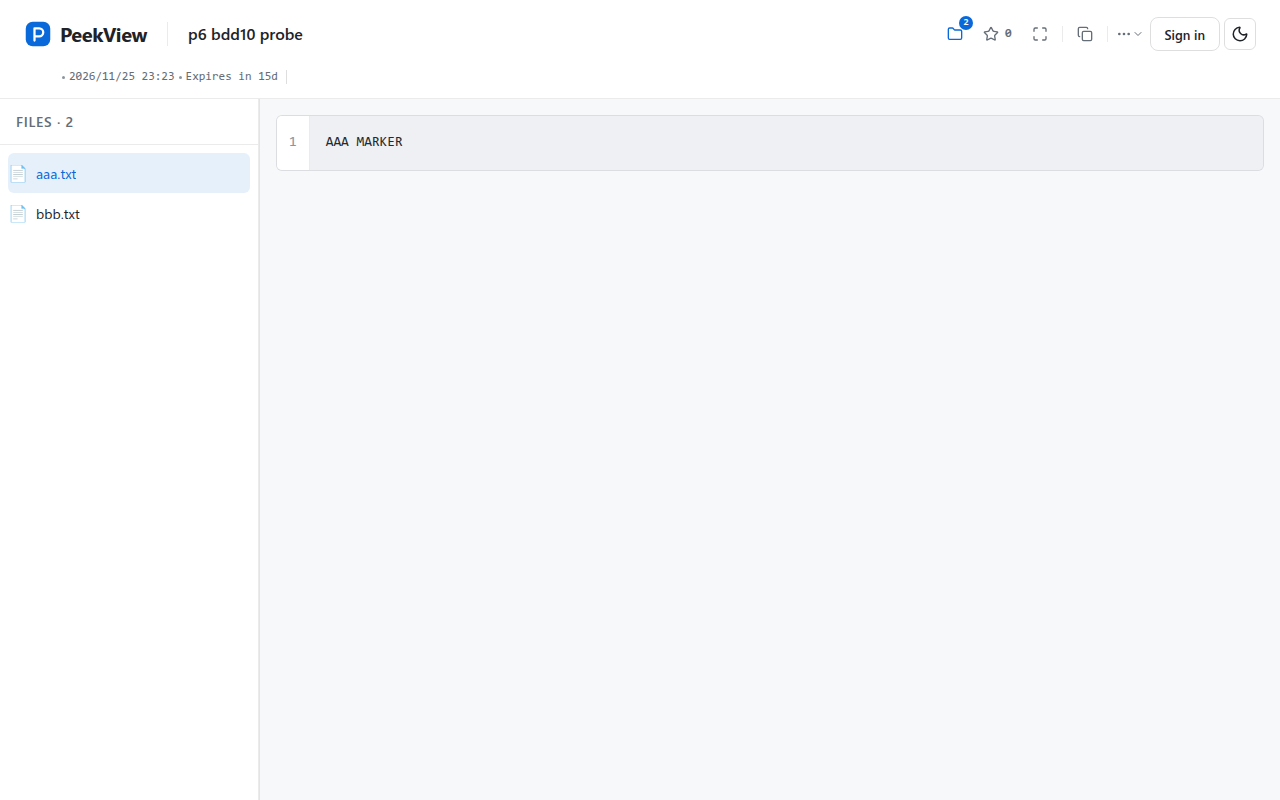 P PeekView p6 bdd10 probe 2 0 Sign in
• 2026/11/25 23:23 • Expires in 15d
FILES · 2
aaa.txt
bbb.txt
1 AAA MARKER